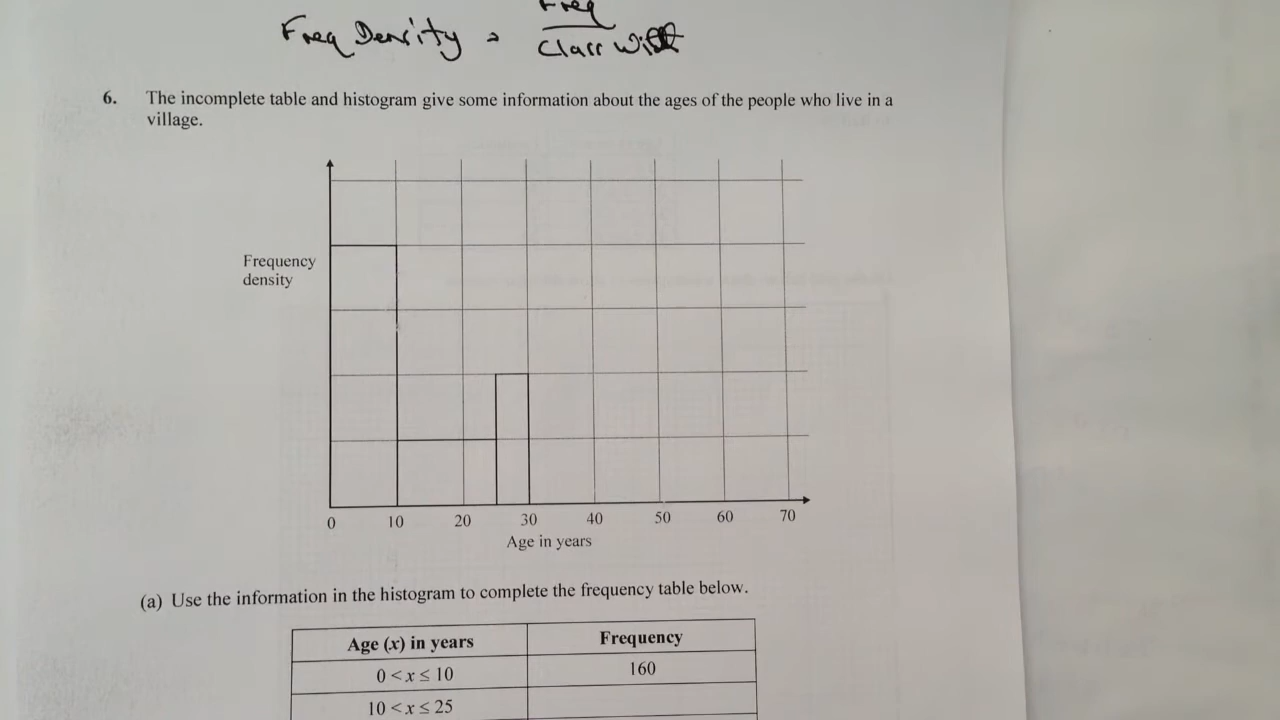 Freq Density = Freq
Class Width
6. The incomplete table and histogram give some information about the ages of the people who live in a
village.
Frequency
density
0 10 20 30 40 50 60 70
Age in years
(a) Use the information in the histogram to complete the frequency table below.
Age (x) in years Frequency
0 < x ≤ 10 160
10 < x ≤ 25